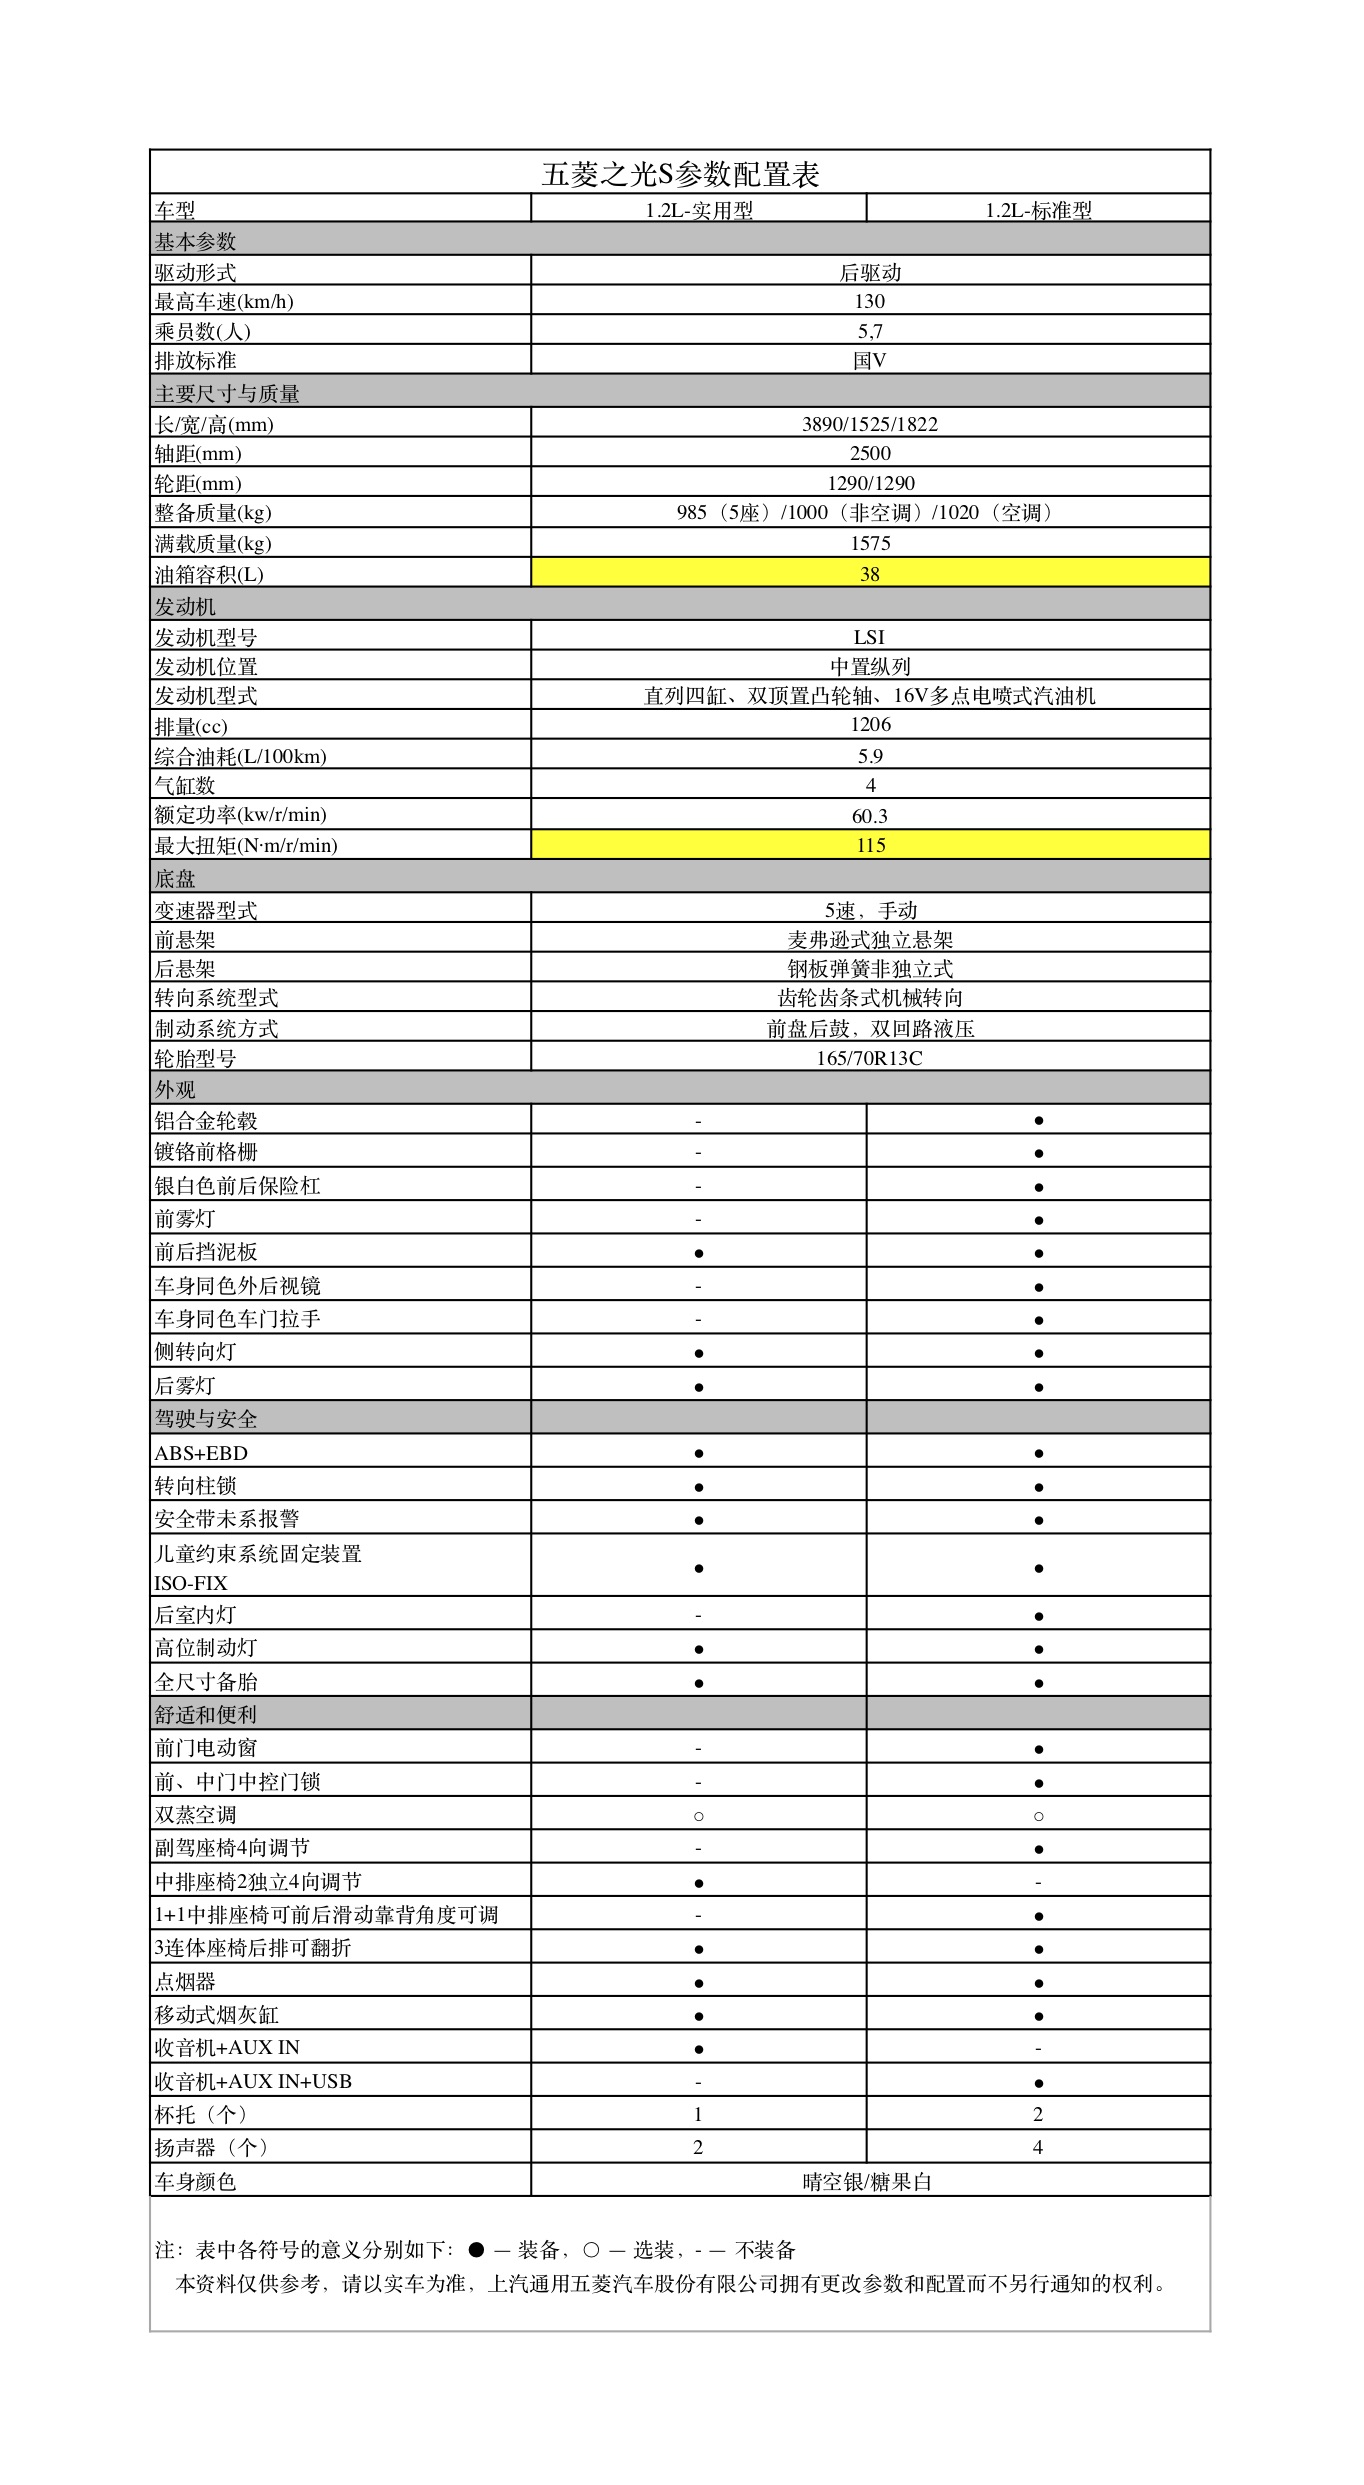 五菱之光S参数配置表
车型 1.2L-实用型 1.2L-标准型
基本参数
驱动形式 后驱动
最高车速(km/h) 130
乘员数(人) 5,7
排放标准 国V
主要尺寸与质量
长/宽/高(mm) 3890/1525/1822
轴距(mm) 2500
轮距(mm) 1290/1290
整备质量(kg) 985（5座）/1000（非空调）/1020（空调）
满载质量(kg) 1575
油箱容积(L) 38
发动机
发动机型号 LSI
发动机位置 中置纵列
发动机型式 直列四缸、双顶置凸轮轴、16V多点电喷式汽油机
排量(cc) 1206
综合油耗(L/100km) 5.9
气缸数 4
额定功率(kw/r/min) 60.3
最大扭矩(N·m/r/min) 115
底盘
变速器型式 5速，手动
前悬架 麦弗逊式独立悬架
后悬架 钢板弹簧非独立式
转向系统型式 齿轮齿条式机械转向
制动系统方式 前盘后鼓，双回路液压
轮胎型号 165/70R13C
外观
铝合金轮毂 - ●
镀铬前格栅 - ●
银白色前后保险杠 - ●
前雾灯 - ●
前后挡泥板 ● ●
车身同色外后视镜 - ●
车身同色车门拉手 - ●
侧转向灯 ● ●
后雾灯 ● ●
驾驶与安全
ABS+EBD ● ●
转向柱锁 ● ●
安全带未系报警 ● ●
儿童约束系统固定装置
ISO-FIX ● ●
后室内灯 - ●
高位制动灯 ● ●
全尺寸备胎 ● ●
舒适和便利
前门电动窗 - ●
前、中门中控门锁 - ●
双蒸空调 ○ ○
副驾座椅4向调节 - ●
中排座椅2独立4向调节 ● -
1+1中排座椅可前后滑动靠背角度可调 - ●
3连体座椅后排可翻折 ● ●
点烟器 ● ●
移动式烟灰缸 ● ●
收音机+AUX IN ● -
收音机+AUX IN+USB - ●
杯托（个） 1 2
扬声器（个） 2 4
车身颜色 晴空银/糖果白
注：表中各符号的意义分别如下：● — 装备，○ — 选装，- — 不装备
本资料仅供参考，请以实车为准，上汽通用五菱汽车股份有限公司拥有更改参数和配置而不另行通知的权利。